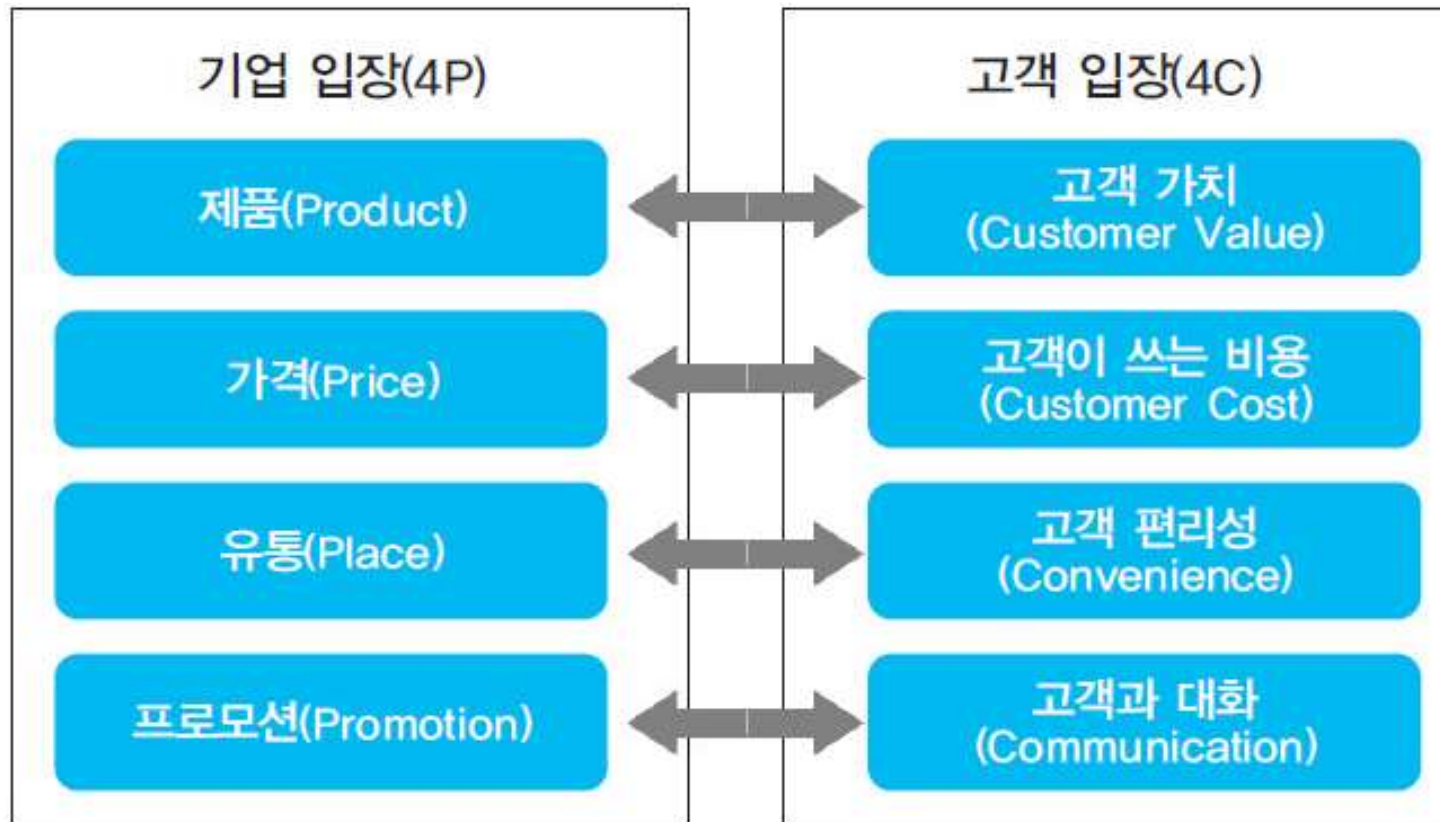 기업 입장(4P)
제품(Product)
가격(Price)
유통(Place)
프로모션(Promotion)
고객 입장(4C)
고객 가치
(Customer Value)
고객이 쓰는 비용
(Customer Cost)
고객 편리성
(Convenience)
고객과 대화
(Communication)